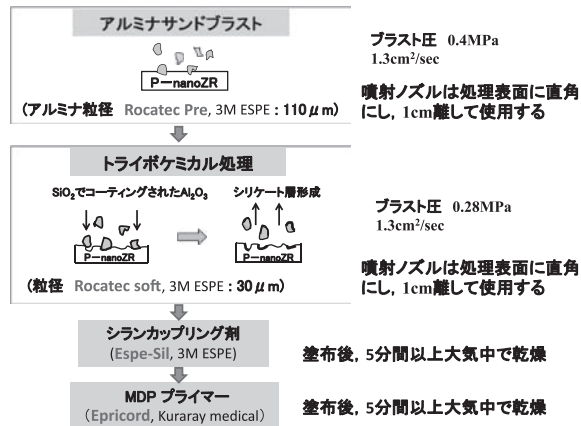 アルミナサンドブラスト
P－nanoZR
(アルミナ粒径 Rocatec Pre, 3M ESPE : 110μm)
ブラスト圧 0.4MPa
1.3cm²/sec
噴射ノズルは処理表面に直角
にし，1cm離して使用する
トライボケミカル処理
SiO₂でコーティングされたAl₂O₃
シリケート層形成
P－nanoZR
P－nanoZR
(粒径 Rocatec soft, 3M ESPE : 30μm)
ブラスト圧 0.28MPa
1.3cm²/sec
噴射ノズルは処理表面に直角
にし，1cm離して使用する
シランカップリング剤
(Espe-Sil, 3M ESPE)
塗布後，5分間以上大気中で乾燥
MDP プライマー
（Epricord, Kuraray medical）
塗布後，5分間以上大気中で乾燥